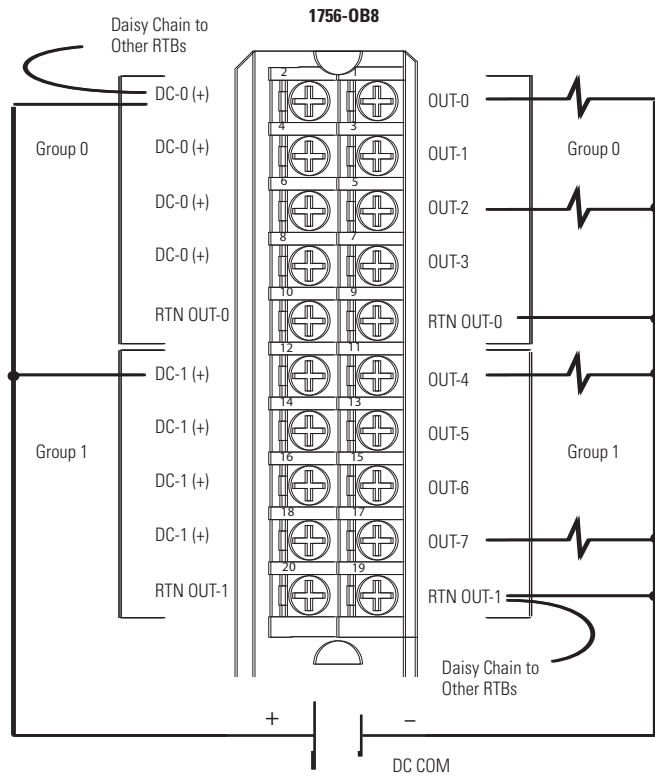 1756-OB8
Daisy Chain to
Other RTBs
2 1
DC-0 (+) OUT-0
4 3
Group 0 DC-0 (+) OUT-1 Group 0
6 5
DC-0 (+) OUT-2
8 7
DC-0 (+) OUT-3
10 9
RTN OUT-0 RTN OUT-0
12 11
DC-1 (+) OUT-4
14 13
DC-1 (+) OUT-5
Group 1 Group 1
16 15
DC-1 (+) OUT-6
18 17
DC-1 (+) OUT-7
20 19
RTN OUT-1 RTN OUT-1
Daisy Chain to
Other RTBs
+ –
DC COM